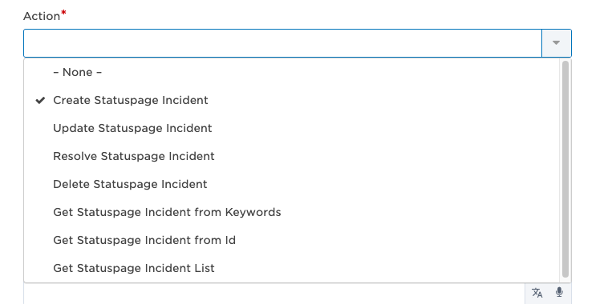 Action*
– None –
Create Statuspage Incident
Update Statuspage Incident
Resolve Statuspage Incident
Delete Statuspage Incident
Get Statuspage Incident from Keywords
Get Statuspage Incident from Id
Get Statuspage Incident List